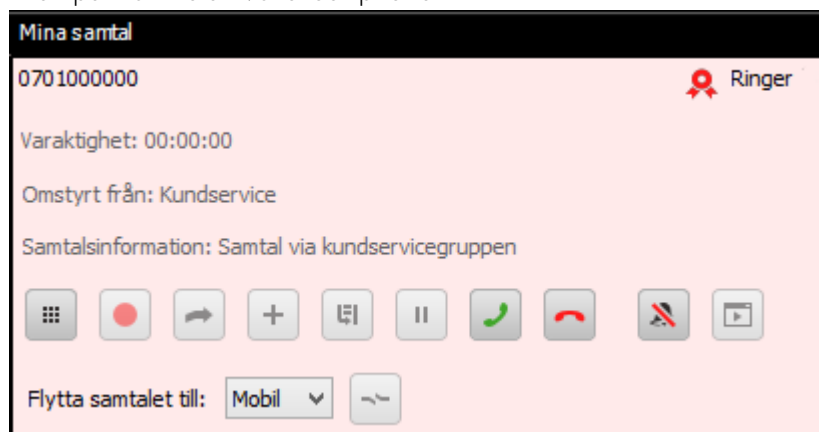 Mina samtal
0701000000
Ringer
Varaktighet: 00:00:00
Omstyrt från: Kundservice
Samtalsinformation: Samtal via kundservicegruppen
Flytta samtalet till: Mobil